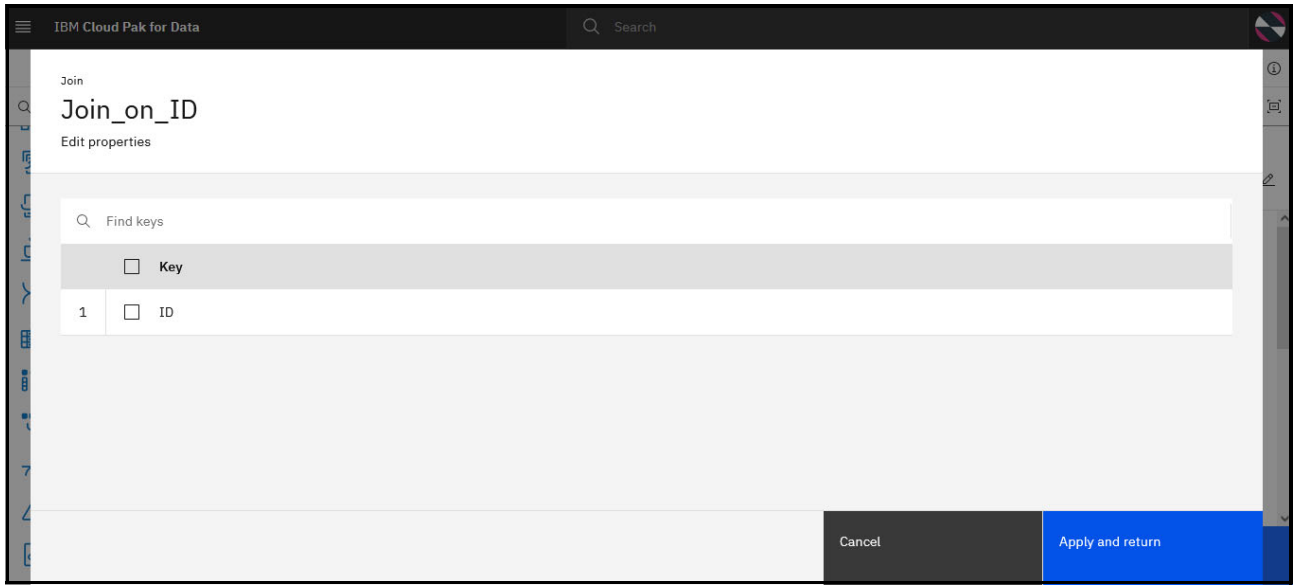 IBM Cloud Pak for Data
Search
Join
Join_on_ID
Edit properties
Find keys
Key
1 ID
Cancel
Apply and return